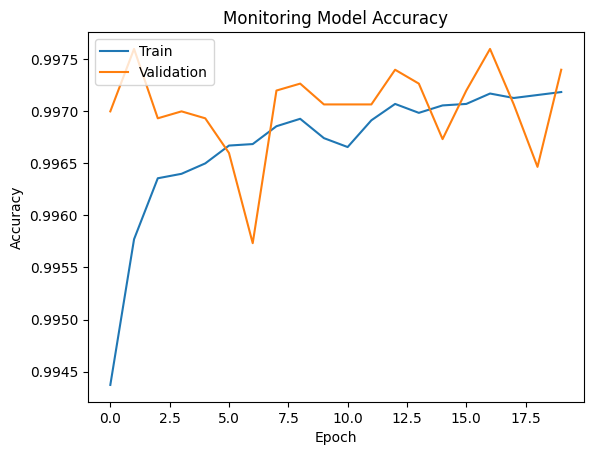 Monitoring Model Accuracy
Train
Validation
0.9975
0.9970
0.9965
0.9960
0.9955
0.9950
0.9945
Accuracy
0.0 2.5 5.0 7.5 10.0 12.5 15.0 17.5
Epoch